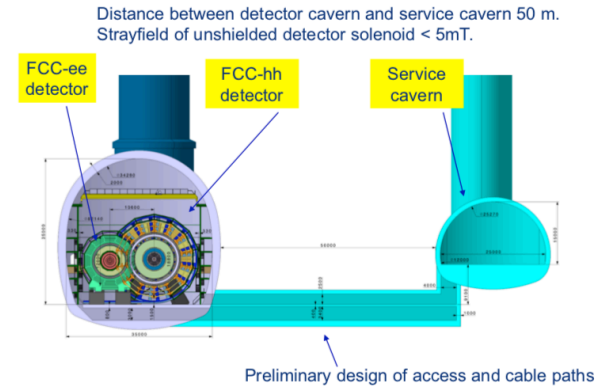 Distance between detector cavern and service cavern 50 m.
Strayfield of unshielded detector solenoid < 5mT.
FCC-ee
detector
FCC-hh
detector
Service
cavern
Preliminary design of access and cable paths